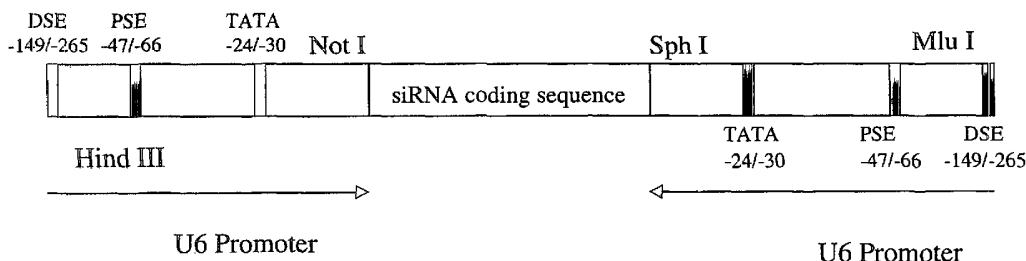 DSE PSE TATA
-149/-265 -47/-66 -24/-30 Not I Sph I Mlu I
siRNA coding sequence
TATA PSE DSE
Hind III -24/-30 -47/-66 -149/-265
U6 Promoter U6 Promoter